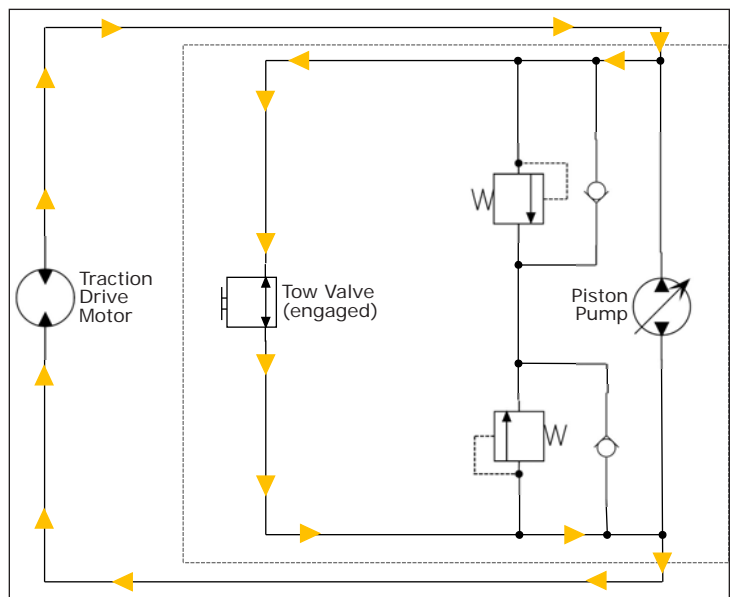 Traction
Drive
Motor
Tow Valve
(engaged)
Piston
Pump